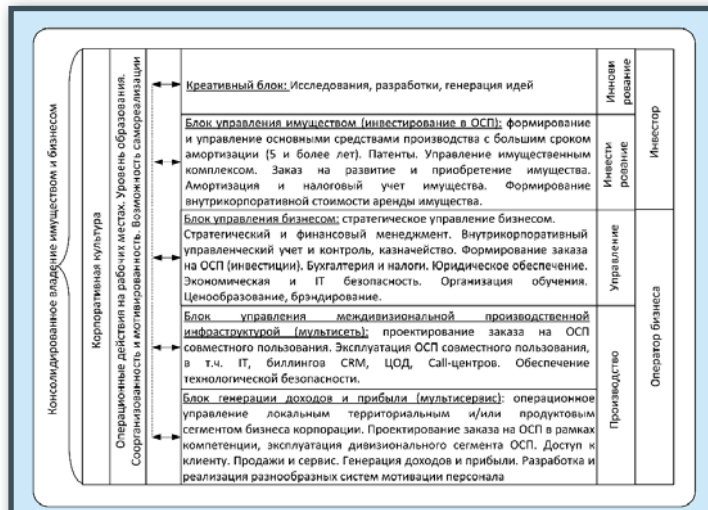 Консолидированное владение имуществом и бизнесом
Корпоративная культура
Операционные действия на рабочих местах. Уровень образования.
Соорганизованность и мотивированность. Возможность самореализации
Креативный блок: Исследования, разработки, генерация идей
Блок управления имуществом (инвестирование в ОСП): формирование
и управление основными средствами производства с большим сроком
амортизации (5 и более лет). Патенты. Управление имущественным
комплексом. Заказ на развитие и приобретение имущества.
Амортизация и налоговый учет имущества. Формирование
внутрикорпоративной стоимости аренды имущества.
Блок управления бизнесом: стратегическое управление бизнесом.
Стратегический и финансовый менеджмент. Внутрикорпоративный
управленческий учет и контроль, казначейство. Формирование заказа
на ОСП (инвестиции). Бухгалтерия и налоги. Юридическое обеспечение.
Экономическая и IT безопасность. Организация обучения.
Ценообразование, брэндирование.
Блок управления междивизиональной производственной
инфраструктурой (мультисеть): проектирование заказа на ОСП
совместного пользования. Эксплуатация ОСП совместного пользования,
в т.ч. IT, биллингов CRM, ЦОД, Call-центров. Обеспечение
технологической безопасности.
Блок генерации доходов и прибыли (мультисервис): операционное
управление локальным территориальным и/или продуктовым
сегментом бизнеса корпорации. Проектирование заказа на ОСП в рамках
компетенции, эксплуатация дивизионального сегмента ОСП. Доступ к
клиенту. Продажи и сервис. Генерация доходов и прибыли. Разработка и
реализация разнообразных систем мотивации персонала
Иннови
рование
Инвести
рование
Управление
Производство
Инвестор
Оператор бизнеса